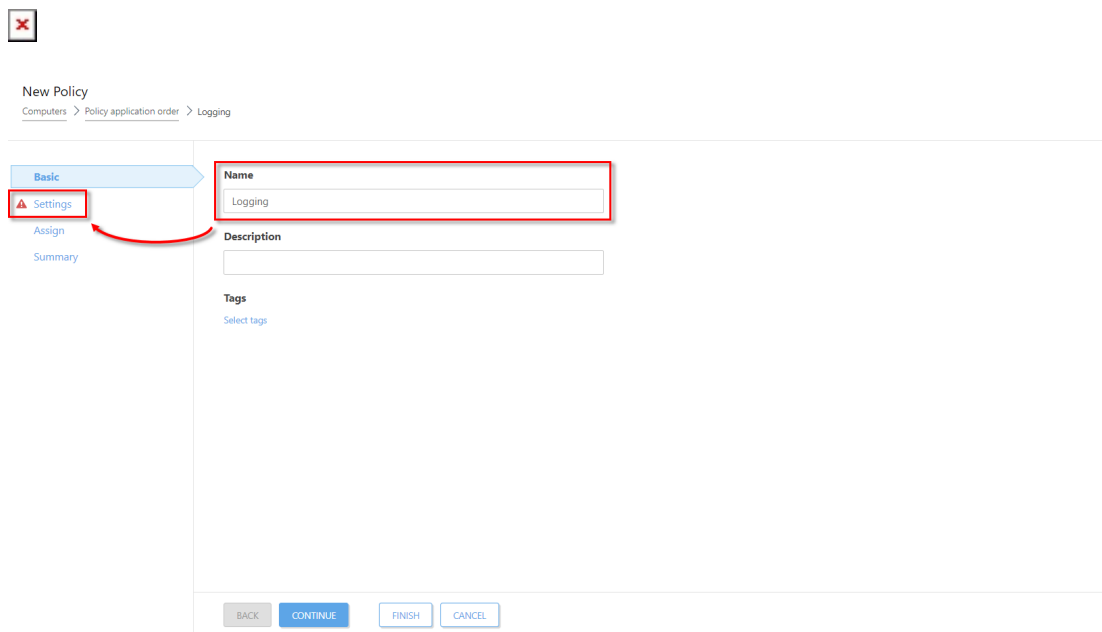 New Policy
Computers > Policy application order > Logging
Basic
Settings
Assign
Summary
Name
Logging
Description
Tags
Select tags
BACK CONTINUE FINISH CANCEL